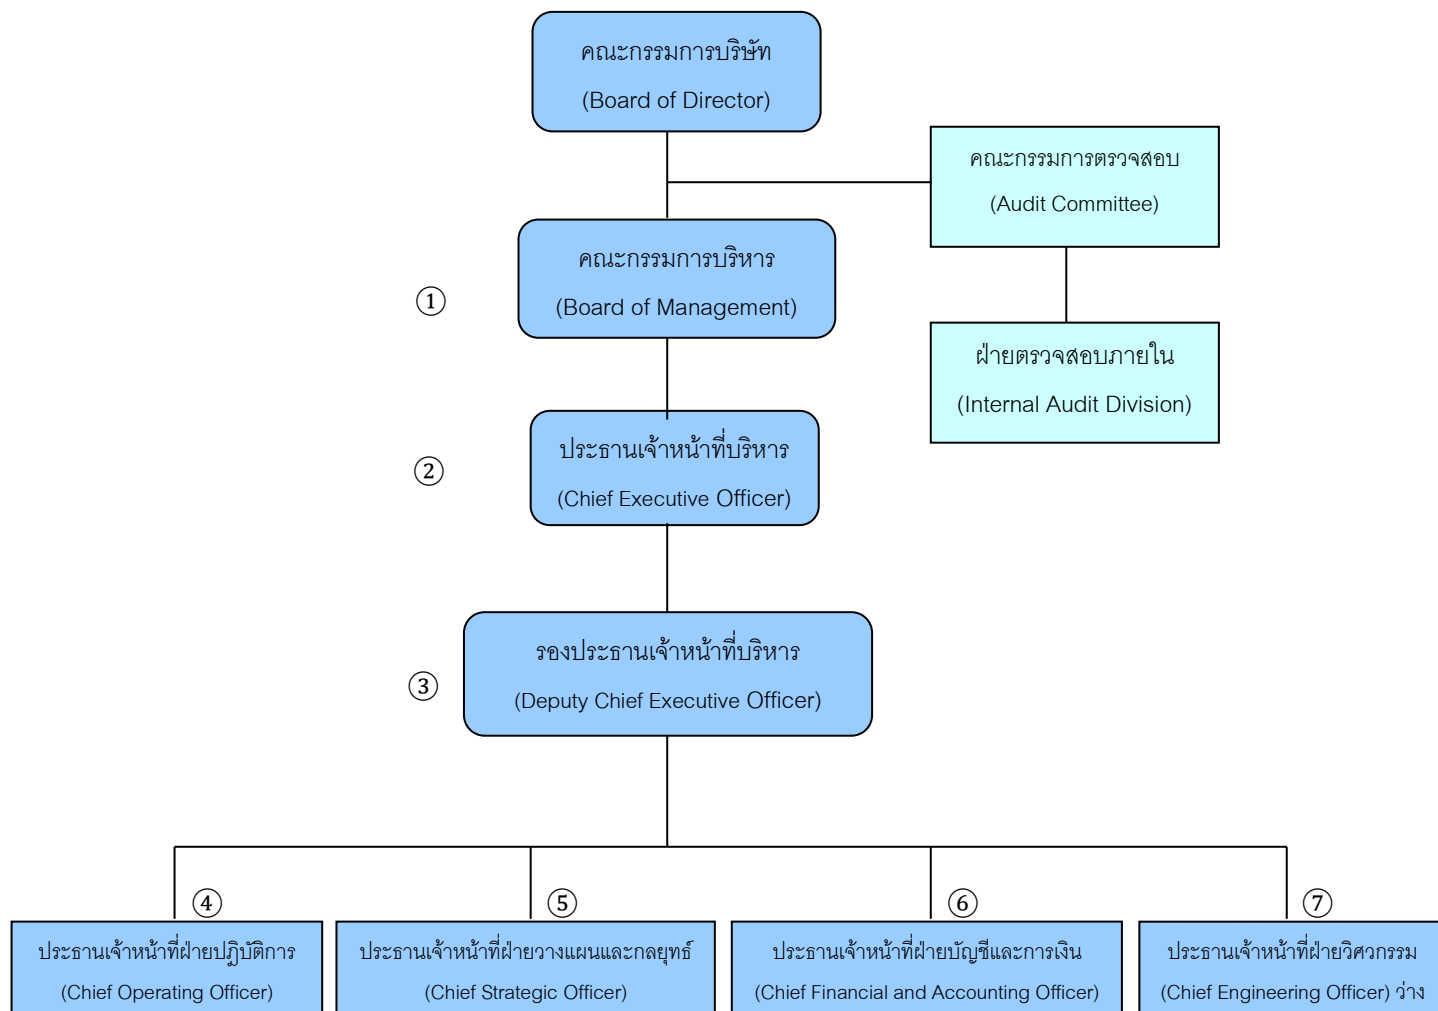 คณะกรรมการบริษัท
(Board of Director)
คณะกรรมการตรวจสอบ
(Audit Committee)
คณะกรรมการบริหาร
(Board of Management)
①
ฝ่ายตรวจสอบภายใน
(Internal Audit Division)
ประธานเจ้าหน้าที่บริหาร
(Chief Executive Officer)
②
รองประธานเจ้าหน้าที่บริหาร
(Deputy Chief Executive Officer)
③
④
ประธานเจ้าหน้าที่ฝ่ายปฏิบัติการ
(Chief Operating Officer)
⑤
ประธานเจ้าหน้าที่ฝ่ายวางแผนและกลยุทธ์
(Chief Strategic Officer)
⑥
ประธานเจ้าหน้าที่ฝ่ายบัญชีและการเงิน
(Chief Financial and Accounting Officer)
⑦
ประธานเจ้าหน้าที่ฝ่ายวิศวกรรม
(Chief Engineering Officer) ว่าง